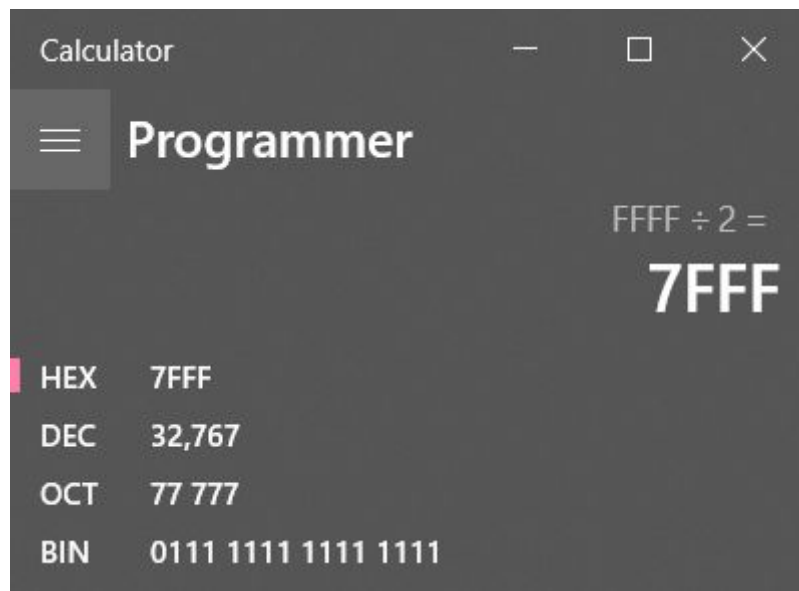 Calculator
Programmer
FFFF ÷ 2 =
7FFF
HEX 7FFF
DEC 32,767
OCT 77 777
BIN 0111 1111 1111 1111